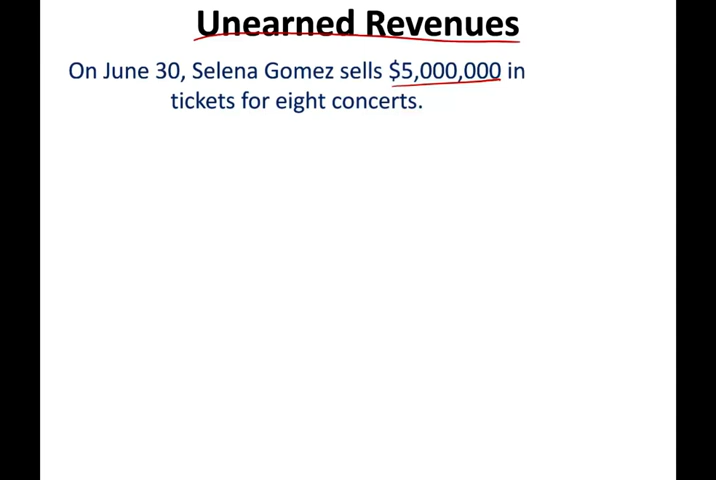 Unearned Revenues
On June 30, Selena Gomez sells $5,000,000 in
tickets for eight concerts.